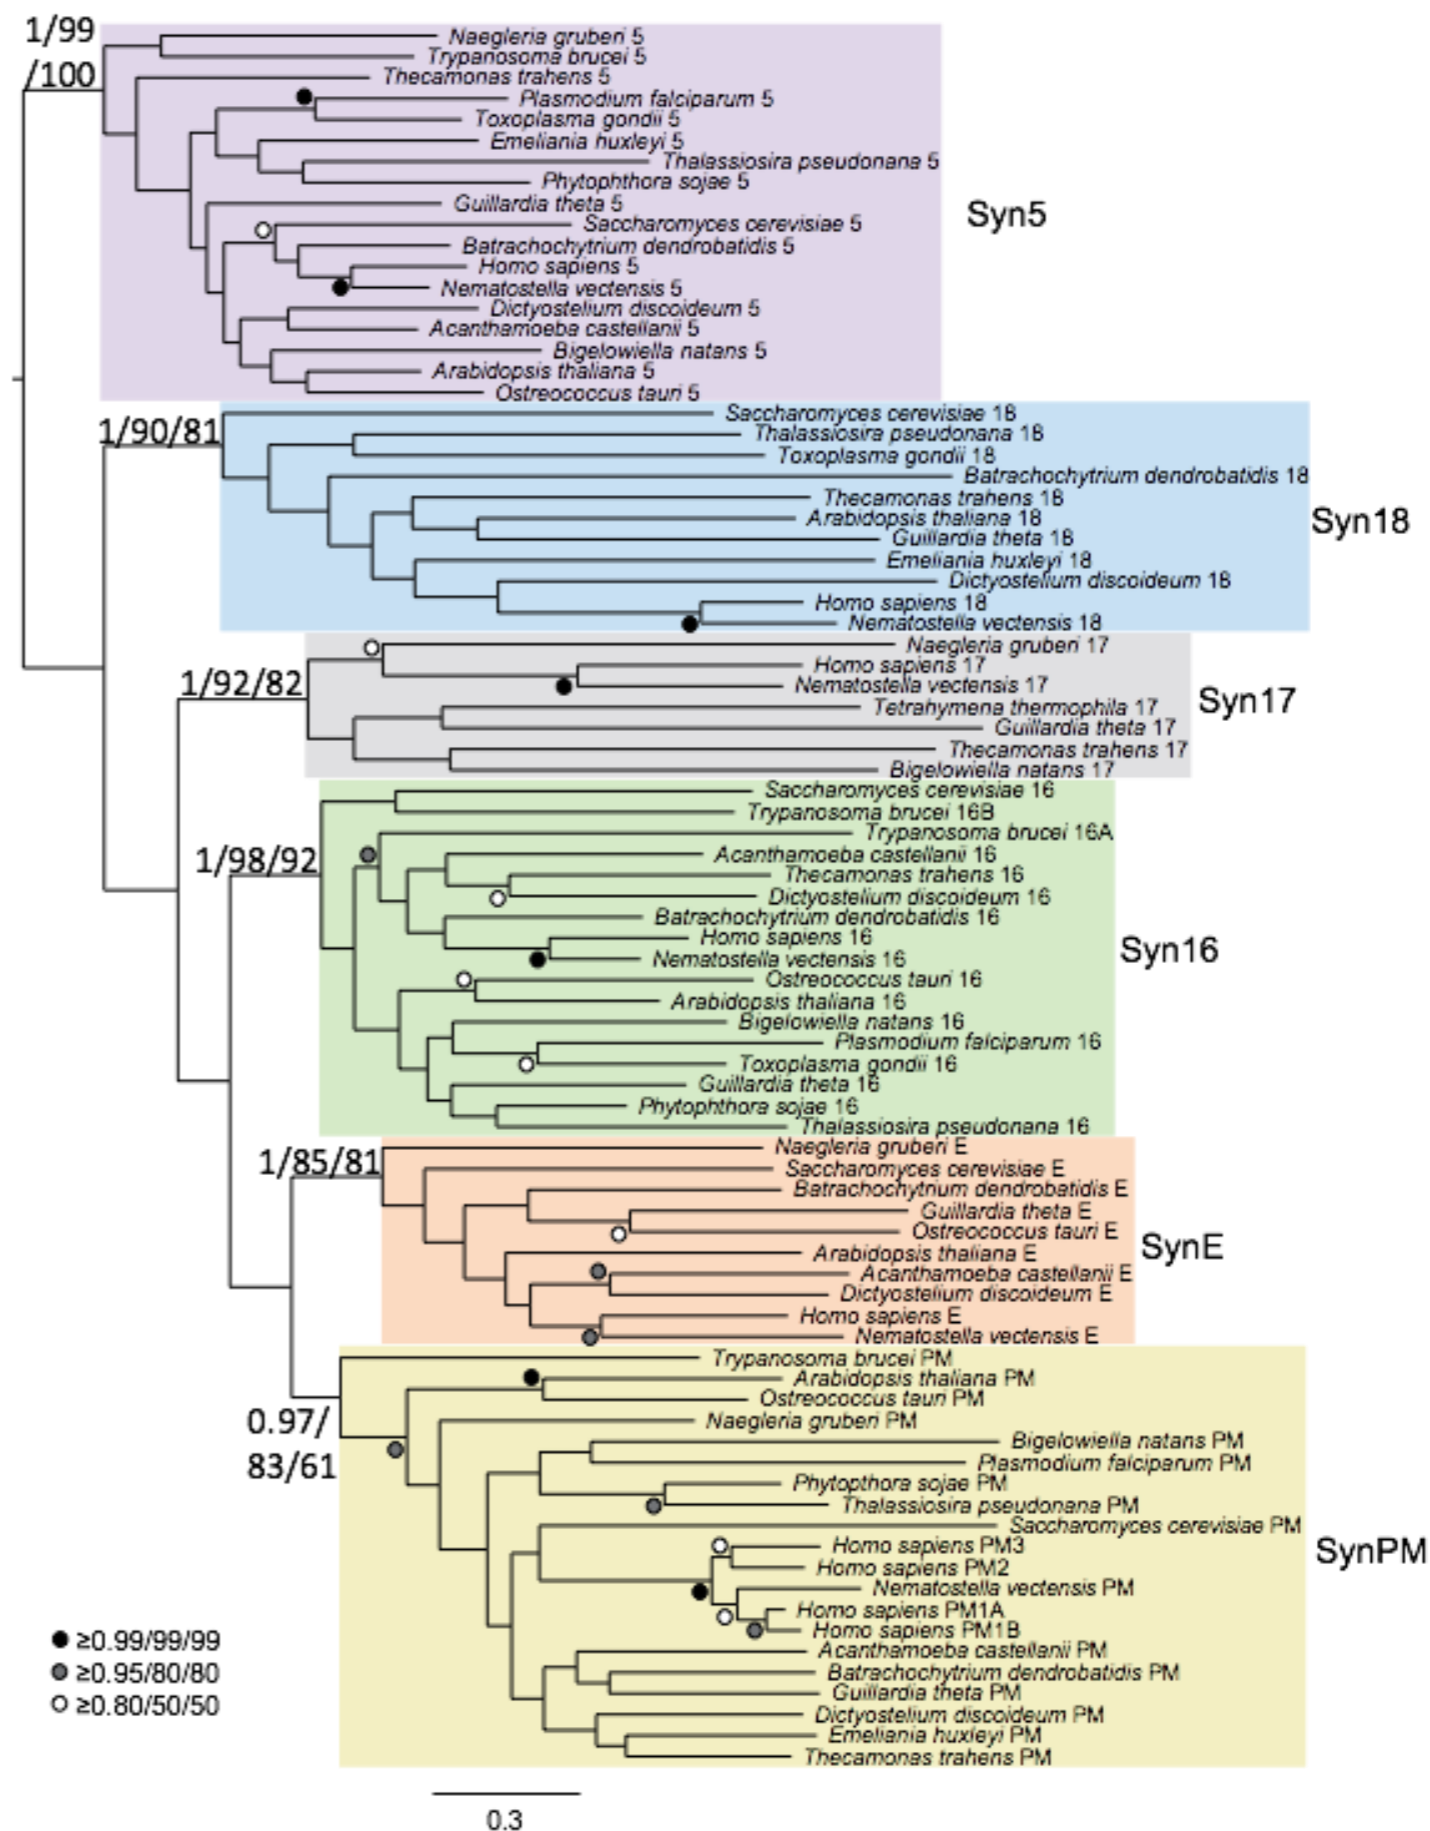 1/99
/100
Naegleria gruberi 5
Trypanosoma brucei 5
Thecamonas trahens 5
Plasmodium falciparum 5
Toxoplasma gondii 5
Emeliania huxleyi 5
Thalassiosira pseudonana 5
Phytophthora sojae 5
Guillardia theta 5
Saccharomyces cerevisiae 5
Batrachochytrium dendrobatidis 5
Homo sapiens 5
Nematostella vectensis 5
Dictyostelium discoideum 5
Acanthamoeba castellanii 5
Bigelowiella natans 5
Arabidopsis thaliana 5
Ostreococcus tauri 5
Syn5
1/90/81
Saccharomyces cerevisiae 18
Thalassiosira pseudonana 18
Toxoplasma gondii 18
Batrachochytrium dendrobatidis 18
Thecamonas trahens 18
Arabidopsis thaliana 18
Guillardia theta 18
Emeliania huxleyi 18
Dictyostelium discoideum 18
Homo sapiens 18
Nematostella vectensis 18
Syn18
1/92/82
Naegleria gruberi 17
Homo sapiens 17
Nematostella vectensis 17
Tetrahymena thermophila 17
Guillardia theta 17
Thecamonas trahens 17
Bigelowiella natans 17
Syn17
1/98/92
Saccharomyces cerevisiae 16
Trypanosoma brucei 16B
Trypanosoma brucei 16A
Acanthamoeba castellanii 16
Thecamonas trahens 16
Dictyostelium discoideum 16
Batrachochytrium dendrobatidis 16
Homo sapiens 16
Nematostella vectensis 16
Ostreococcus tauri 16
Arabidopsis thaliana 16
Bigelowiella natans 16
Plasmodium falciparum 16
Toxoplasma gondii 16
Guillardia theta 16
Phytophthora sojae 16
Thalassiosira pseudonana 16
Syn16
1/85/81
Naegleria gruberi E
Saccharomyces cerevisiae E
Batrachochytrium dendrobatidis E
Guillardia theta E
Ostreococcus tauri E
Arabidopsis thaliana E
Acanthamoeba castellanii E
Dictyostelium discoideum E
Homo sapiens E
Nematostella vectensis E
SynE
0.97/
83/61
Trypanosoma brucei PM
Arabidopsis thaliana PM
Ostreococcus tauri PM
Naegleria gruberi PM
Bigelowiella natans PM
Plasmodium falciparum PM
Phytopthora sojae PM
Thalassiosira pseudonana PM
Saccharomyces cerevisiae PM
Homo sapiens PM3
Homo sapiens PM2
Nematostella vectensis PM
Homo sapiens PM1A
Homo sapiens PM1B
Acanthamoeba castellanii PM
Batrachochytrium dendrobatidis PM
Guillardia theta PM
Dictyostelium discoideum PM
Emeliania huxleyi PM
Thecamonas trahens PM
SynPM
≥0.99/99/99
≥0.95/80/80
≥0.80/50/50
0.3